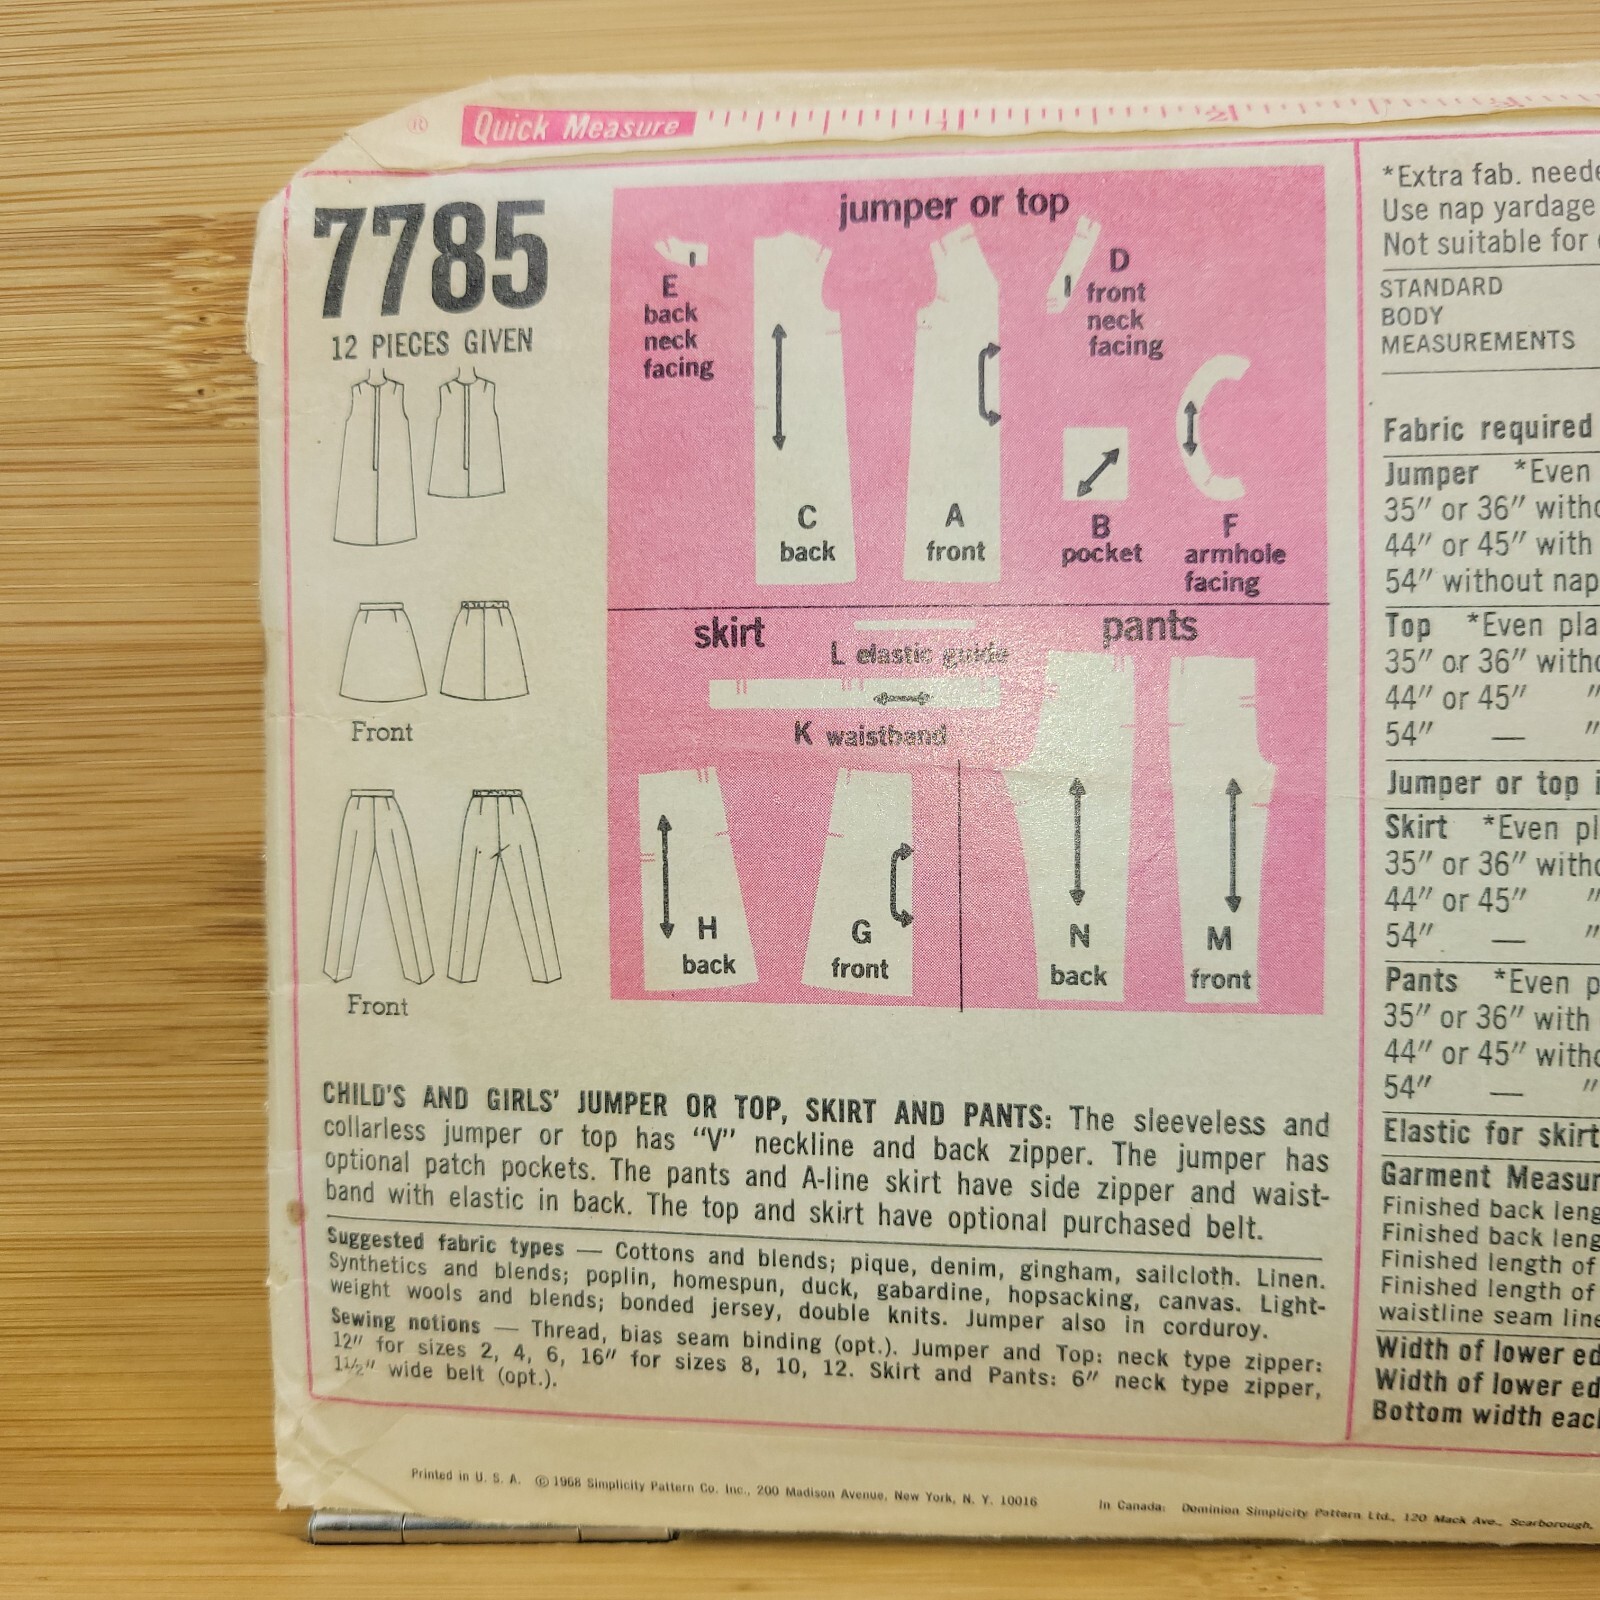 ® Quick Measure
7785
12 PIECES GIVEN
Front
Front
jumper or top
E
back
neck
facing
C
back
A
front
D
front
neck
facing
B
pocket
F
armhole
facing
skirt
L elastic guide
K waistband
H
back
G
front
pants
N
back
M
front
CHILD'S AND GIRLS' JUMPER OR TOP, SKIRT AND PANTS: The sleeveless and
collarless jumper or top has “V” neckline and back zipper. The jumper has
optional patch pockets. The pants and A-line skirt have side zipper and waist-
band with elastic in back. The top and skirt have optional purchased belt.
Suggested fabric types — Cottons and blends; pique, denim, gingham, sailcloth. Linen.
Synthetics and blends; poplin, homespun, duck, gabardine, hopsacking, canvas. Light-
weight wools and blends; bonded jersey, double knits. Jumper also in corduroy.
Sewing notions — Thread, bias seam binding (opt.). Jumper and Top: neck type zipper:
12″ for sizes 2, 4, 6, 16″ for sizes 8, 10, 12. Skirt and Pants: 6″ neck type zipper,
1½″ wide belt (opt.).
*Extra fab. neede
Use nap yardage
Not suitable for
STANDARD
BODY
MEASUREMENTS
Fabric required
Jumper *Even
35″ or 36″ witho
44″ or 45″ with
54″ without nap
Top *Even pla
35″ or 36″ witho
44″ or 45″ ″
54″ — ″
Jumper or top i
Skirt *Even pl
35″ or 36″ witho
44″ or 45″ ″
54″ — ″
Pants *Even p
35″ or 36″ with
44″ or 45″ witho
54″ — ″
Elastic for skirt
Garment Measur
Finished back leng
Finished back leng
Finished length of
Finished length of
waistline seam line
Width of lower ed
Width of lower ed
Bottom width eac
Printed in U. S. A. © 1968 Simplicity Pattern Co. Inc., 200 Madison Avenue, New York, N. Y. 10016 In Canada: Dominion Simplicity Pattern Ltd., 120 Mack Ave., Scarborough,